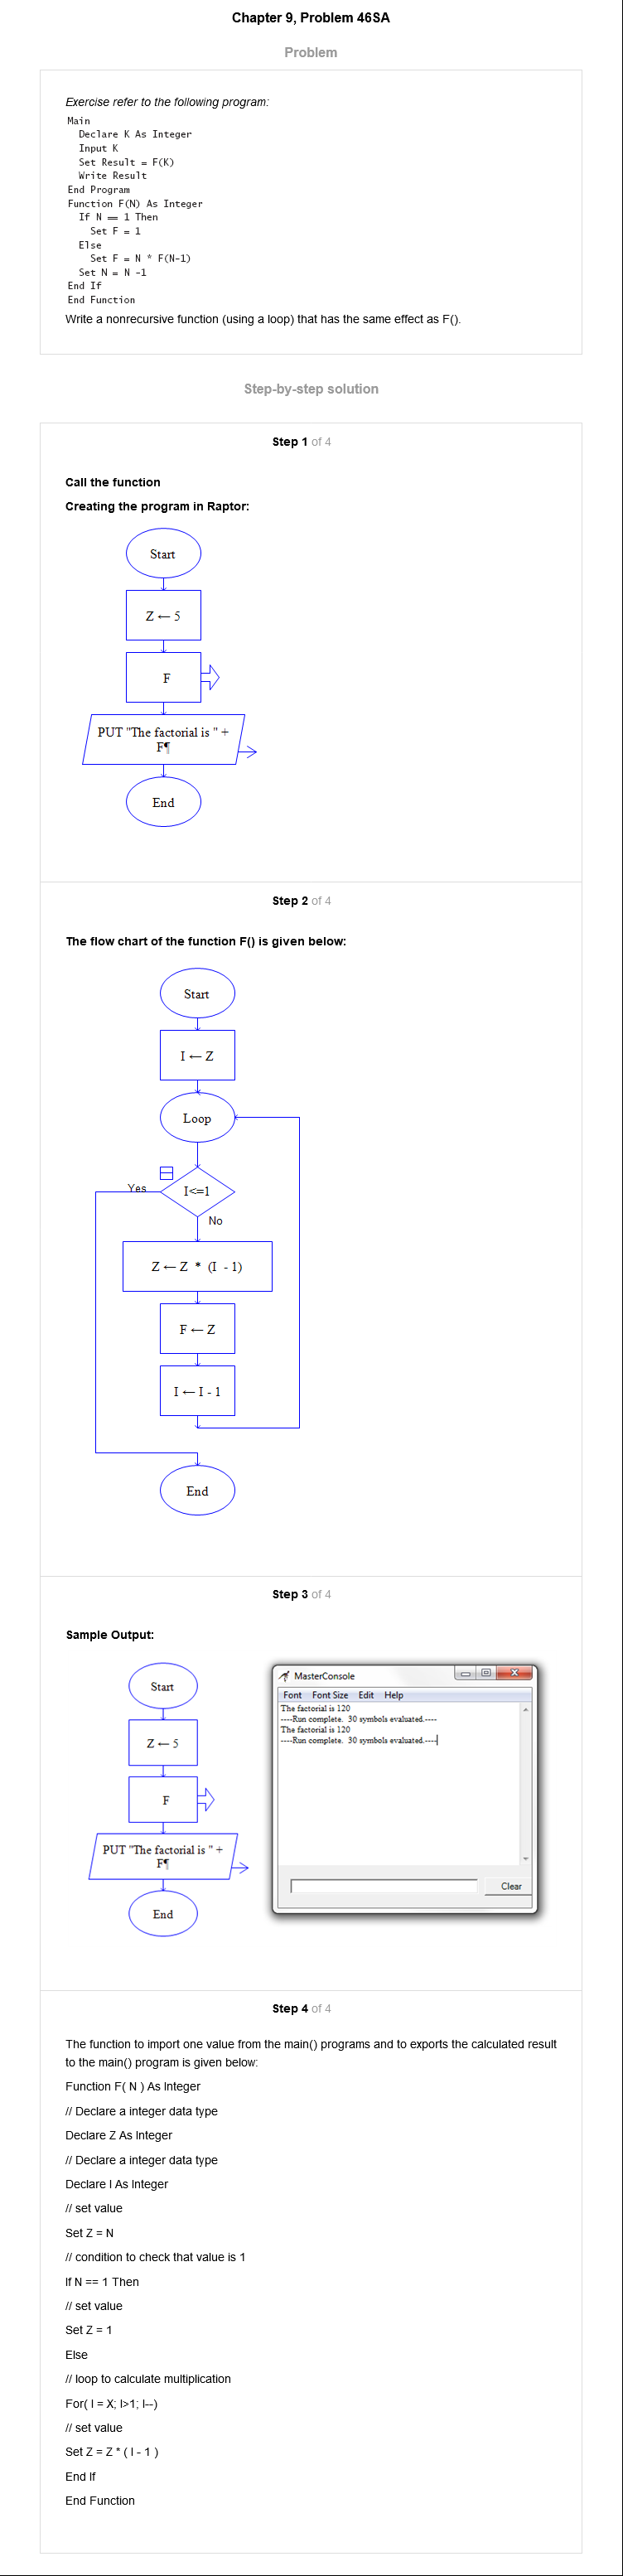 Chapter 9, Problem 46SA
Problem
Exercise refer to the following program:
Main
Declare K As Integer
Input K
Set Result = F(K)
Write Result
End Program
Function F(N) As Integer
If N == 1 Then
Set F = 1
Else
Set F = N * F(N-1)
Set N = N -1
End If
End Function
Write a nonrecursive function (using a loop) that has the same effect as F().
Step-by-step solution
Step 1 of 4
Call the function
Creating the program in Raptor:
Start
Z ← 5
F
PUT "The factorial is " +
F¶
End
Step 2 of 4
The flow chart of the function F() is given below:
Start
I ← Z
Loop
Yes
I<=1
No
Z ← Z * (I - 1)
F ← Z
I ← I - 1
End
Step 3 of 4
Sample Output:
Start
Z ← 5
F
PUT "The factorial is " +
F¶
End
MasterConsole
Font Font Size Edit Help
The factorial is 120
----Run complete. 30 symbols evaluated.----
The factorial is 120
----Run complete. 30 symbols evaluated.----
Clear
Step 4 of 4
The function to import one value from the main() programs and to exports the calculated result
to the main() program is given below:
Function F( N ) As Integer
// Declare a integer data type
Declare Z As Integer
// Declare a integer data type
Declare I As Integer
// set value
Set Z = N
// condition to check that value is 1
If N == 1 Then
// set value
Set Z = 1
Else
// loop to calculate multiplication
For( I = X; I>1; I--)
// set value
Set Z = Z * ( I - 1 )
End If
End Function